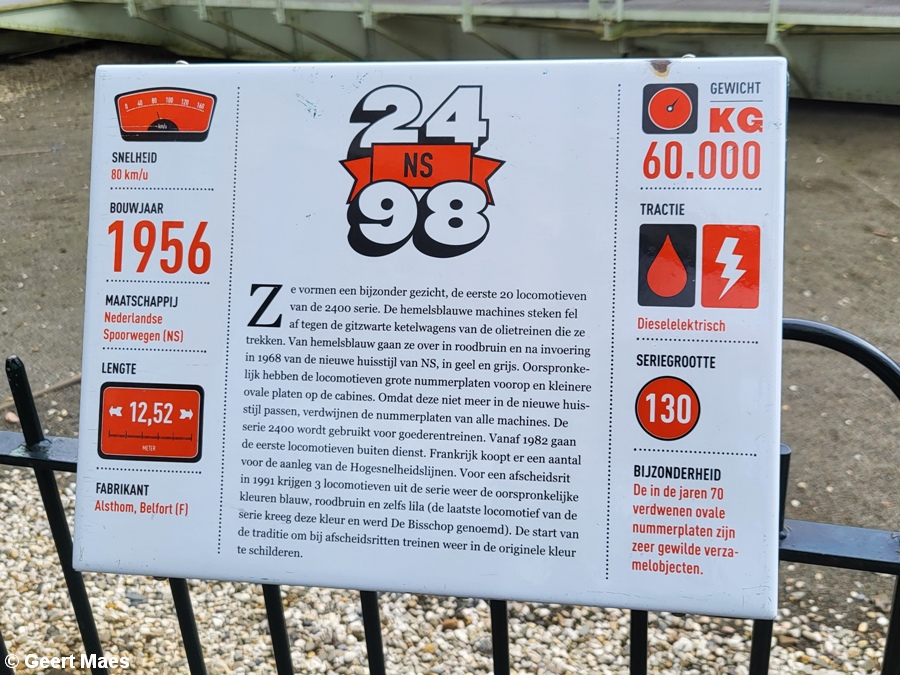 0 40 80 100 120 160
km/u
SNELHEID
80 km/u
BOUWJAAR
1956
MAATSCHAPPIJ
Nederlandse
Spoorwegen (NS)
LENGTE
12,52
METER
FABRIKANT
Alsthom, Belfort (F)
24
NS
98
Ze vormen een bijzonder gezicht, de eerste 20 locomotieven
van de 2400 serie. De hemelsblauwe machines steken fel
af tegen de gitzwarte ketelwagens van de olietreinen die ze
trekken. Van hemelsblauw gaan ze over in roodbruin en na invoering
in 1968 van de nieuwe huisstijl van NS, in geel en grijs. Oorspronke-
lijk hebben de locomotieven grote nummerplaten voorop en kleinere
ovale platen op de cabines. Omdat deze niet meer in de nieuwe huis-
stijl passen, verdwijnen de nummerplaten van alle machines. De
serie 2400 wordt gebruikt voor goederentreinen. Vanaf 1982 gaan
de eerste locomotieven buiten dienst. Frankrijk koopt er een aantal
voor de aanleg van de Hogesnelheidslijnen. Voor een afscheidsrit
in 1991 krijgen 3 locomotieven uit de serie weer de oorspronkelijke
kleuren blauw, roodbruin en zelfs lila (de laatste locomotief van de
serie kreeg deze kleur en werd De Bisschop genoemd). De start van
de traditie om bij afscheidsritten treinen weer in de originele kleur
te schilderen.
GEWICHT
KG
60.000
TRACTIE
Dieselelektrisch
SERIEGROOTTE
130
BIJZONDERHEID
De in de jaren 70
verdwenen ovale
nummerplaten zijn
zeer gewilde verza-
melobjecten.
© Geert Maes